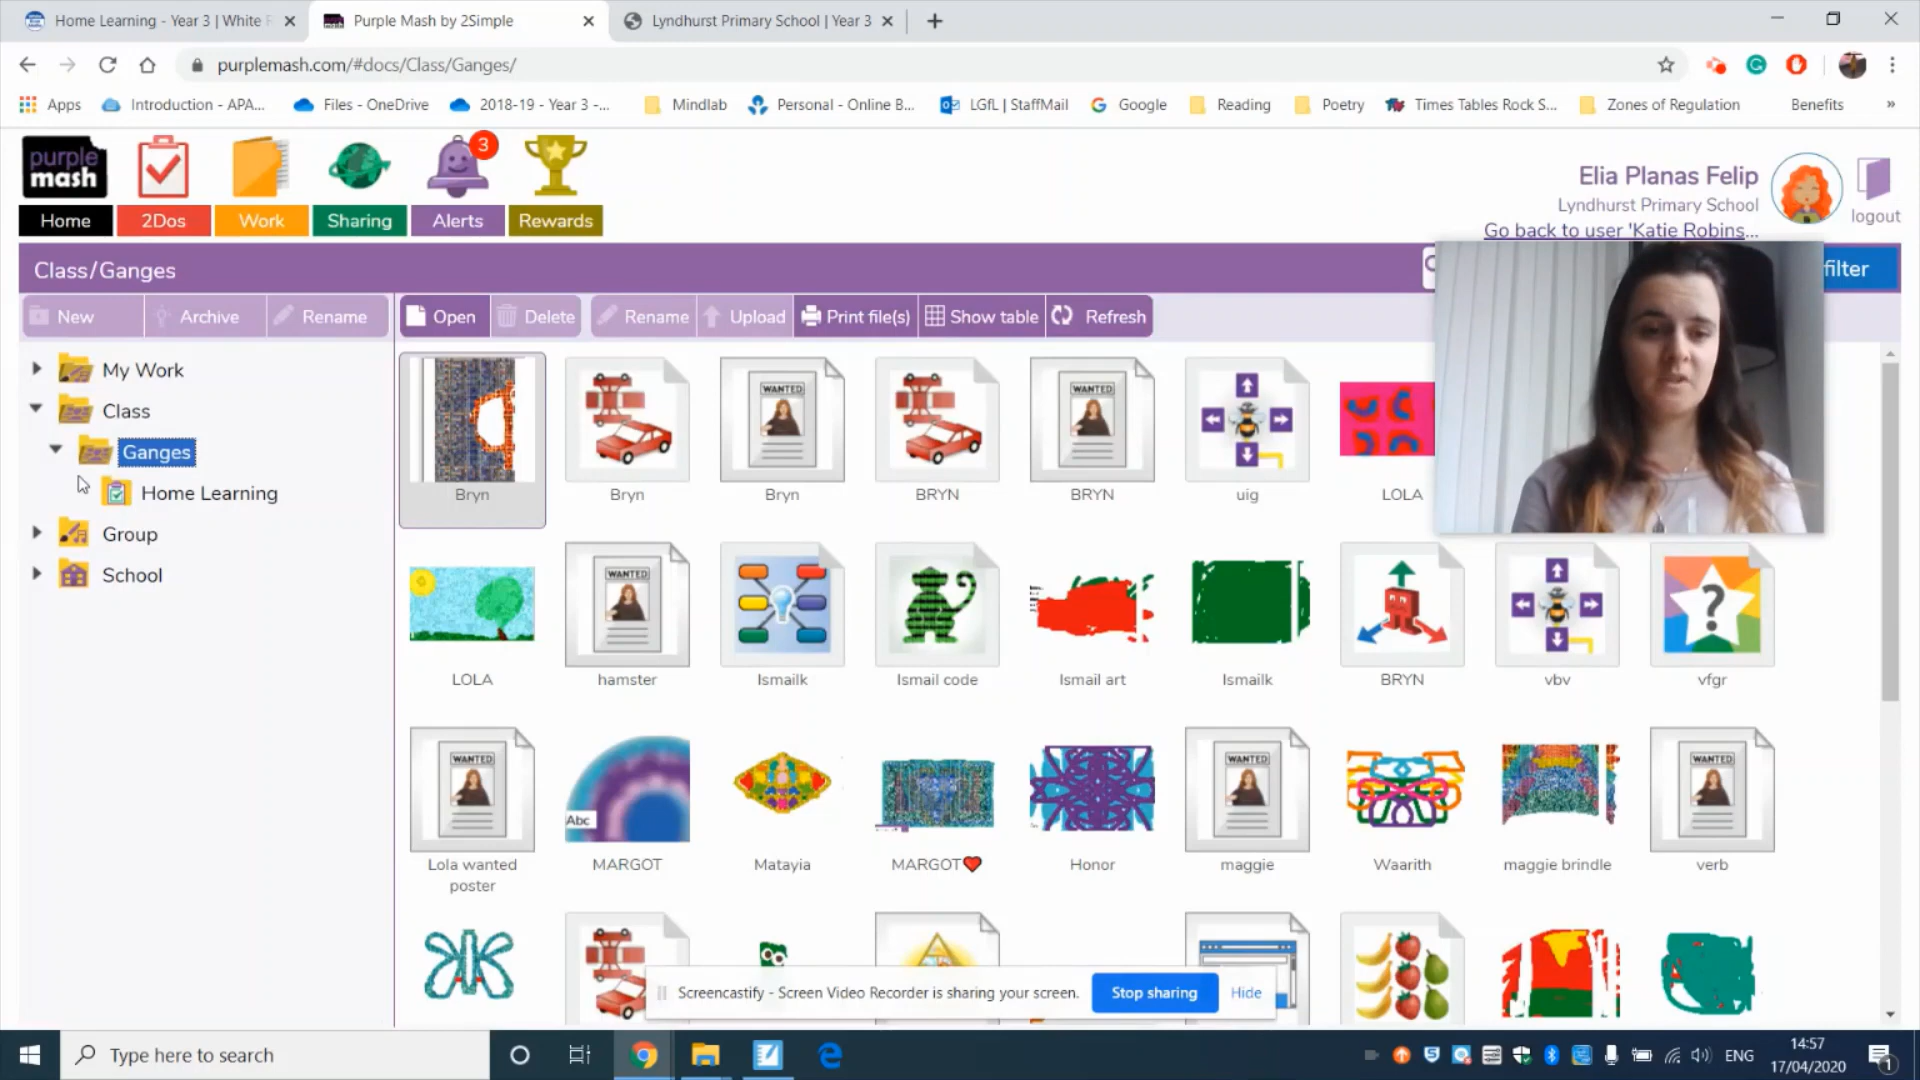 Home Learning - Year 3 | White
Purple Mash by 2Simple
Lyndhurst Primary School | Year 3
purplemash.com/#docs/Class/Ganges/
Apps
Introduction - APA...
Files - OneDrive
2018-19 - Year 3 -...
Mindlab
Personal - Online B...
LGfL | StaffMail
Google
Reading
Poetry
Times Tables Rock S...
Zones of Regulation
Benefits
»
purple mash
3
Home
2Dos
Work
Sharing
Alerts
Rewards
Elia Planas Felip
Lyndhurst Primary School
Go back to user 'Katie Robins...
logout
Class/Ganges
filter
New
Archive
Rename
Open
Delete
Rename
Upload
Print file(s)
Show table
Refresh
My Work
Class
Ganges
Home Learning
Group
School
WANTED
WANTED
Bryn
Bryn
Bryn
BRYN
BRYN
uig
LOLA
WANTED
?
LOLA
hamster
Ismailk
Ismail code
Ismail art
Ismailk
BRYN
vbv
vfgr
WANTED
Abc
WANTED
WANTED
Lola wanted poster
MARGOT
Matayia
MARGOT❤
Honor
maggie
Waarith
maggie brindle
verb
Screencastify - Screen Video Recorder is sharing your screen.
Stop sharing
Hide
Type here to search
ENG
14:57
17/04/2020
1